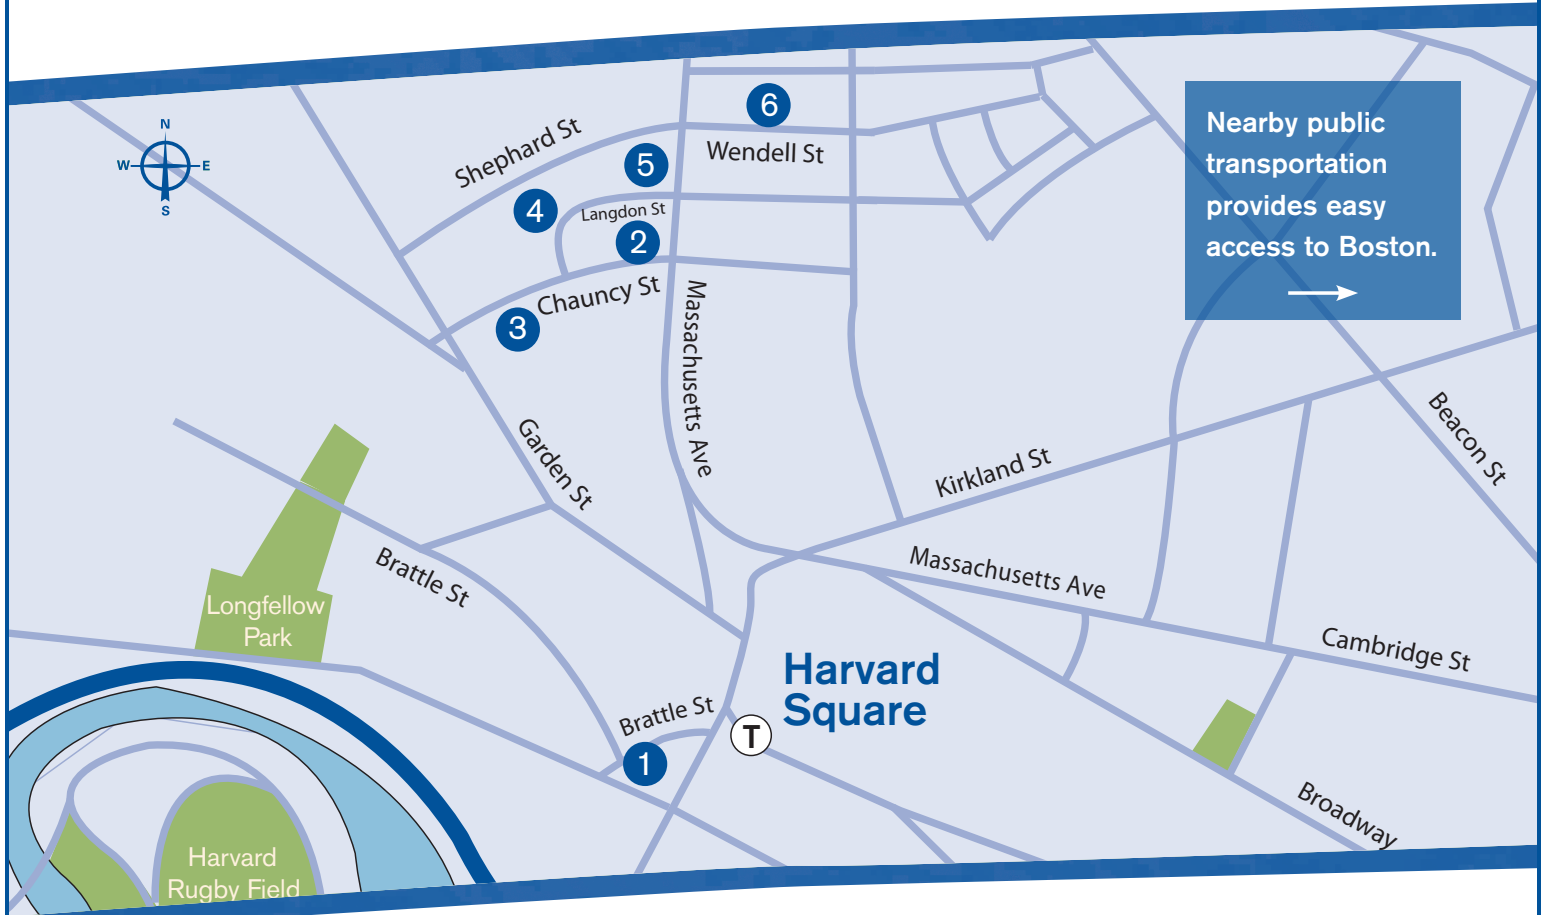 N
W
E
S
Shephard St
6
Wendell St
5
4
Langdon St
2
Chauncy St
3
Massachusetts Ave
Nearby public
transportation
provides easy
access to Boston.
Garden St
Beacon St
Kirkland St
Brattle St
Massachusetts Ave
Longfellow
Park
Cambridge St
Harvard
Square
Brattle St
T
1
Broadway
Harvard
Rugby Field